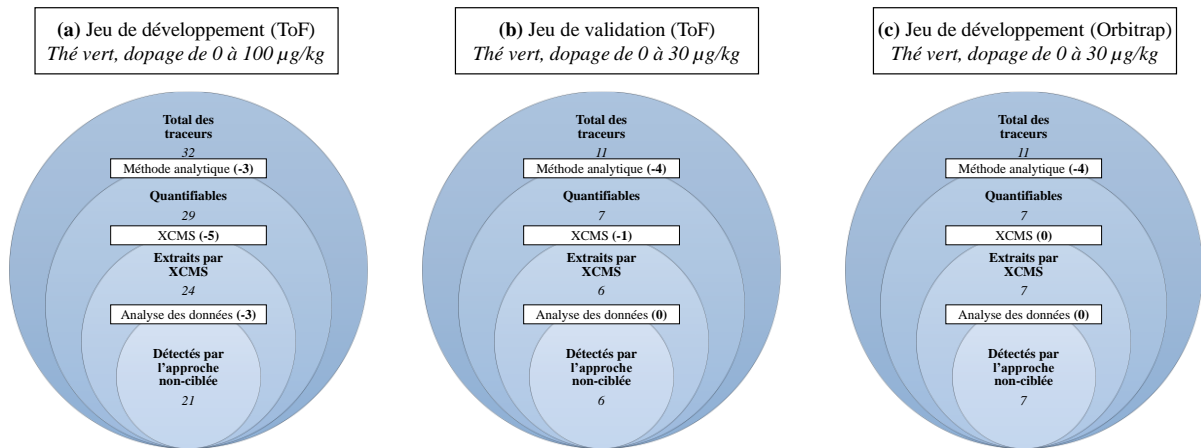 (a) Jeu de développement (ToF)
Thé vert, dopage de 0 à 100 µg/kg
Total des
traceurs
32
Méthode analytique (-3)
Quantifiables
29
XCMS (-5)
Extraits par
XCMS
24
Analyse des données (-3)
Détectés par
l’approche
non-ciblée
21
(b) Jeu de validation (ToF)
Thé vert, dopage de 0 à 30 µg/kg
Total des
traceurs
11
Méthode analytique (-4)
Quantifiables
7
XCMS (-1)
Extraits par
XCMS
6
Analyse des données (0)
Détectés par
l’approche
non-ciblée
6
(c) Jeu de développement (Orbitrap)
Thé vert, dopage de 0 à 30 µg/kg
Total des
traceurs
11
Méthode analytique (-4)
Quantifiables
7
XCMS (0)
Extraits par
XCMS
7
Analyse des données (0)
Détectés par
l’approche
non-ciblée
7